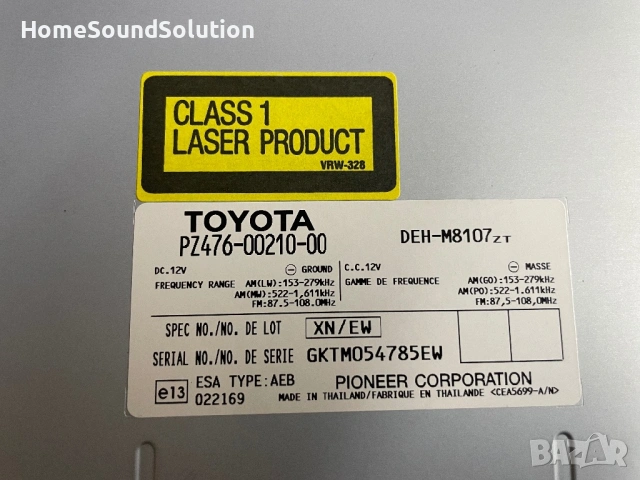 HomeSoundSolution
CLASS 1
LASER PRODUCT
VRW-328
TOYOTA
PZ476-00210-00
DEH-M8107ZT
DC.12V ⊖ GROUND
FREQUENCY RANGE AM(LW):153-279kHz
AM(MW):522-1,611kHz
FM:87.5-108.0MHz
C.C.12V ⊖ MASSE
GAMME DE FREQUENCE AM(GO):153-279kHz
AM(PO):522-1.611kHz
FM:87,5-108,0MHz
SPEC NO./NO. DE LOT XN/EW
SERIAL NO./NO. DE SERIE GKTM054785EW
e13 ESA TYPE:AEB
022169
PIONEER CORPORATION
MADE IN THAILAND/FABRIQUE EN THAILANDE <CEA5699-A/N>
BAZAR